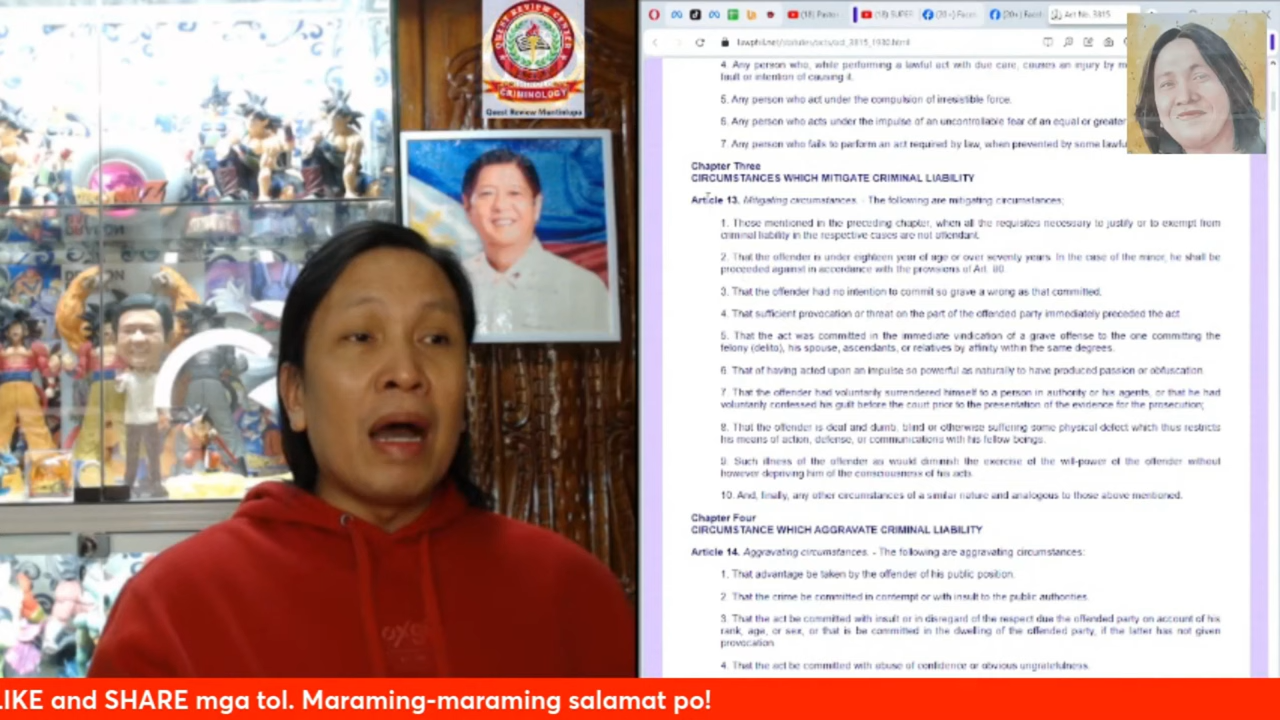 QUEST REVIEW CENTER
CRIMINOLOGY
Quest Review Muntinlupa
(18) SUPER
Act No. 3815
4. Any person who, while performing a lawful act with due care, causes an injury by
fault or intention of causing it.
5. Any person who act under the compulsion of irresistible force.
6. Any person who acts under the impulse of an uncontrollable fear of an equal or greater
7. Any person who fails to perform an act required by law, when prevented by some
Chapter Three
CIRCUMSTANCES WHICH MITIGATE CRIMINAL LIABILITY
Article 13. Mitigating circumstances. - The following are mitigating circumstances;
1. Those mentioned in the preceding chapter, when all the requisites necessary to justify or to exempt from
criminal liability in the respective cases are not attendant.
2. That the offender is under eighteen year of age or over seventy years. In the case of the minor, he shall be
proceeded against in accordance with the provisions of Art. 80.
3. That the offender had no intention to commit so grave a wrong as that committed.
4. That sufficient provocation or threat on the part of the offended party immediately preceded the act
5. That the act was committed in the immediate vindication of a grave offense to the one committing the
felony (delito), his spouse, ascendants, or relatives by affinity within the same degrees.
6. That of having acted upon an impulse so powerful as naturally to have produced passion or obfuscation.
7. That the offender had voluntarily surrendered himself to a person in authority or his agents, or that he had
voluntarily confessed his guilt before the court prior to the presentation of the evidence for the prosecution;
8. That the offender is deaf and dumb, blind or otherwise suffering some physical defect which thus restricts
his means of action, defense, or communications with his fellow beings.
9. Such illness of the offender as would diminish the exercise of the will-power of the offender without
however depriving him of the consciousness of his acts.
10. And, finally, any other circumstances of a similar nature and analogous to those above mentioned.
Chapter Four
CIRCUMSTANCE WHICH AGGRAVATE CRIMINAL LIABILITY
Article 14. Aggravating circumstances. - The following are aggravating circumstances:
1. That advantage be taken by the offender of his public position.
2. That the crime be committed in contempt or with insult to the public authorities.
3. That the act be committed with insult or in disregard of the respect due the offended party on account of his
rank, age, or sex, or that is be committed in the dwelling of the offended party, if the latter has not given
provocation.
4. That the act be committed with abuse of confidence or obvious ungratefulness.
LIKE and SHARE mga tol. Maraming-maraming salamat po!